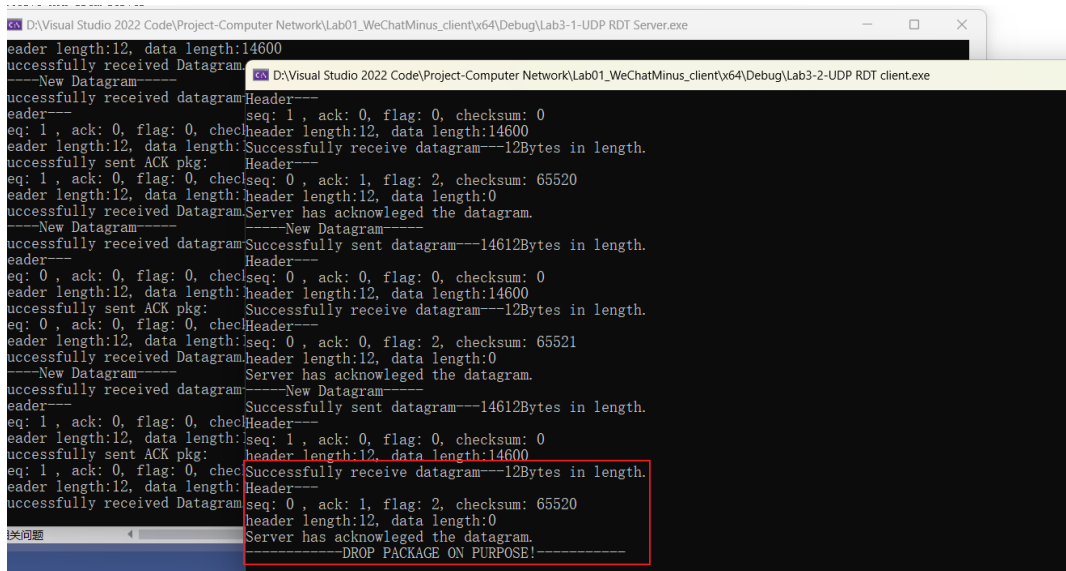 D:\Visual Studio 2022 Code\Project-Computer Network\Lab01_WeChatMinus_client\x64\Debug\Lab3-1-UDP RDT Server.exe
eader length:12, data length:14600
uccessfully received Datagram.
----New Datagram-----
uccessfully received datagram-
eader---
eq: 1 , ack: 0, flag: 0, chec
eader length:12, data length:
uccessfully sent ACK pkg:
eq: 1 , ack: 0, flag: 0, chec
eader length:12, data length:
uccessfully received Datagram.
----New Datagram-----
uccessfully received datagram-
eader---
eq: 0 , ack: 0, flag: 0, chec
eader length:12, data length:
uccessfully sent ACK pkg:
eq: 0 , ack: 0, flag: 0, chec
eader length:12, data length:
uccessfully received Datagram.
----New Datagram-----
uccessfully received datagram-
eader---
eq: 1 , ack: 0, flag: 0, chec
eader length:12, data length:
uccessfully sent ACK pkg:
eq: 1 , ack: 0, flag: 0, chec
eader length:12, data length:
uccessfully received Datagram
关问题
D:\Visual Studio 2022 Code\Project-Computer Network\Lab01_WeChatMinus_client\x64\Debug\Lab3-2-UDP RDT client.exe
Header---
seq: 1 , ack: 0, flag: 0, checksum: 0
header length:12, data length:14600
Successfully receive datagram---12Bytes in length.
Header---
seq: 0 , ack: 1, flag: 2, checksum: 65520
header length:12, data length:0
Server has acknowleged the datagram.
-----New Datagram-----
Successfully sent datagram---14612Bytes in length.
Header---
seq: 0 , ack: 0, flag: 0, checksum: 0
header length:12, data length:14600
Successfully receive datagram---12Bytes in length.
Header---
seq: 0 , ack: 0, flag: 2, checksum: 65521
header length:12, data length:0
Server has acknowleged the datagram.
-----New Datagram-----
Successfully sent datagram---14612Bytes in length.
Header---
seq: 1 , ack: 0, flag: 0, checksum: 0
header length:12, data length:14600
Successfully receive datagram---12Bytes in length.
Header---
seq: 0 , ack: 1, flag: 2, checksum: 65520
header length:12, data length:0
Server has acknowleged the datagram.
------------DROP PACKAGE ON PURPOSE!-----------